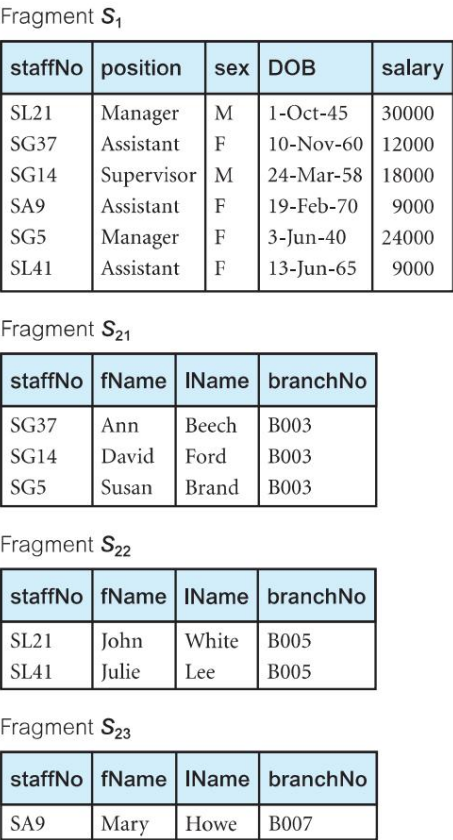 Fragment S1
staffNo position sex DOB salary
SL21 Manager M 1-Oct-45 30000
SG37 Assistant F 10-Nov-60 12000
SG14 Supervisor M 24-Mar-58 18000
SA9 Assistant F 19-Feb-70 9000
SG5 Manager F 3-Jun-40 24000
SL41 Assistant F 13-Jun-65 9000
Fragment S21
staffNo fName lName branchNo
SG37 Ann Beech B003
SG14 David Ford B003
SG5 Susan Brand B003
Fragment S22
staffNo fName lName branchNo
SL21 John White B005
SL41 Julie Lee B005
Fragment S23
staffNo fName lName branchNo
SA9 Mary Howe B007